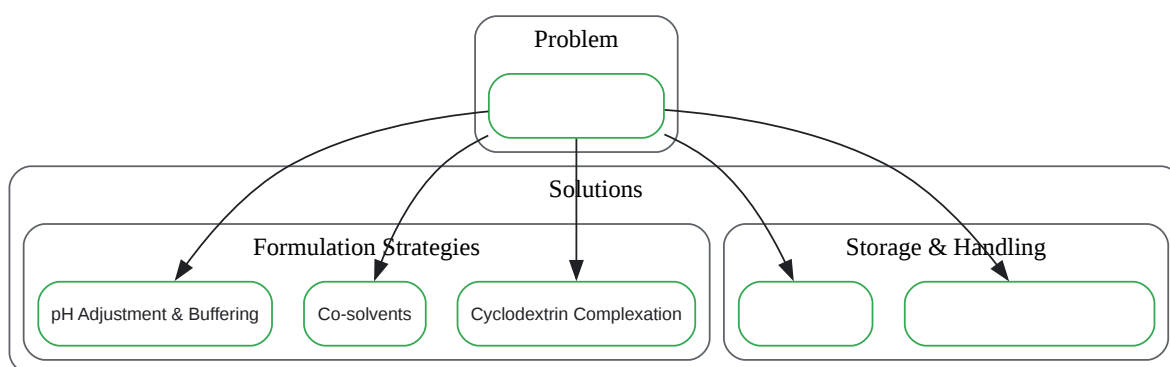 Problem
Solutions
Formulation Strategies
Storage & Handling
pH Adjustment & Buffering
Co-solvents
Cyclodextrin Complexation